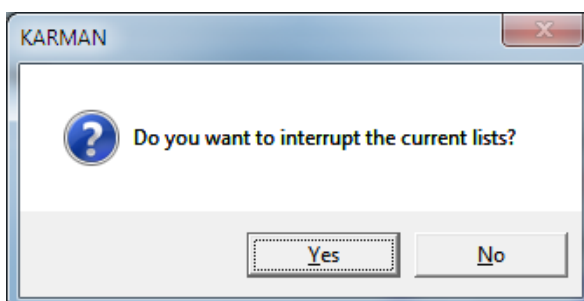 KARMAN
Do you want to interrupt the current lists?
Yes
No